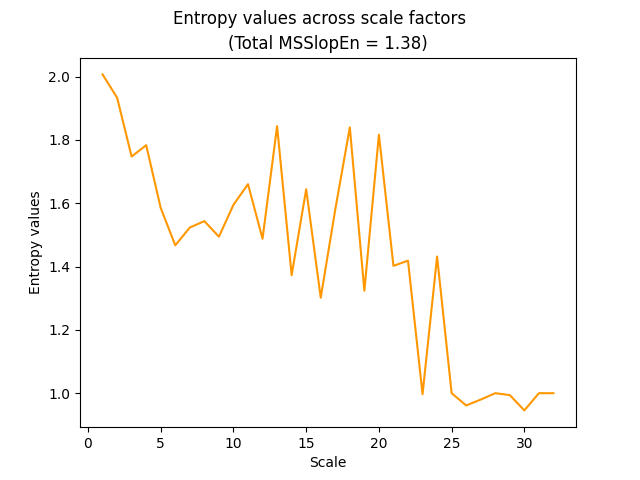 Entropy values across scale factors
(Total MSSlopEn = 1.38)
2.0
1.8
1.6
1.4
1.2
1.0
Entropy values
0 5 10 15 20 25 30
Scale